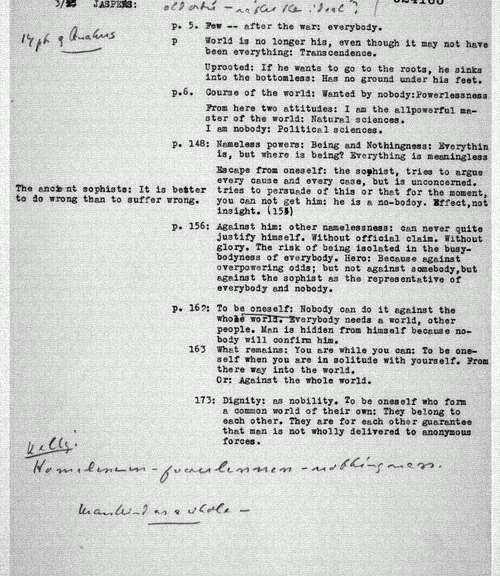 JASPERS:
024160
p. 5. Few -- after the war: everybody.
p World is no longer his, even though it may not have
been everything: Transcendence.
Uprooted: If he wants to go to the roots, he sinks
into the bottomless: Has no ground under his feet.
p.6. Course of the world: Wanted by nobody:Powerlessness
From here two attitudes: I am the allpowerful ma-
ster of the world: Natural sciences.
I am nobody: Political sciences.
p. 148: Nameless powers: Being and Nothingness: Everythin
is, but where is being? Everything is meaningless
Escape from oneself: the sophist, tries to argue
every cause and every case, but is unconcerned.
The ancient sophists: It is better tries to persuade of this or that for the moment,
to do wrong than to suffer wrong. you can not get him: he is a no-bodoy. Effect,not
insight. (155)
p. 156: Against him: other namelessness: can never quite
justify himself. Without official claim. Without
glory. The risk of being isolated in the busy-
bodyness of everybody. Hero: Because against
overpowering odds; but not against somebody,but
against the sophist as the representative of
everybody and nobody.
p. 162: To be oneself: Nobody can do it against the
whole world. Everybody needs a world, other
people. Man is hidden from himself because no-
body will confirm him.
163 What remains: You are while you can: To be one-
self when you are in solitude with yourself. From
there way into the world.
Or: Against the whole world.
173: Dignity: as nobility. To be oneself who form
a common world of their own: They belong to
each other. They are for each other guarantee
that man is not wholly delivered to anonymous
forces.
Homelessness - powerlessness - nothingness.
Mankind as a whole -